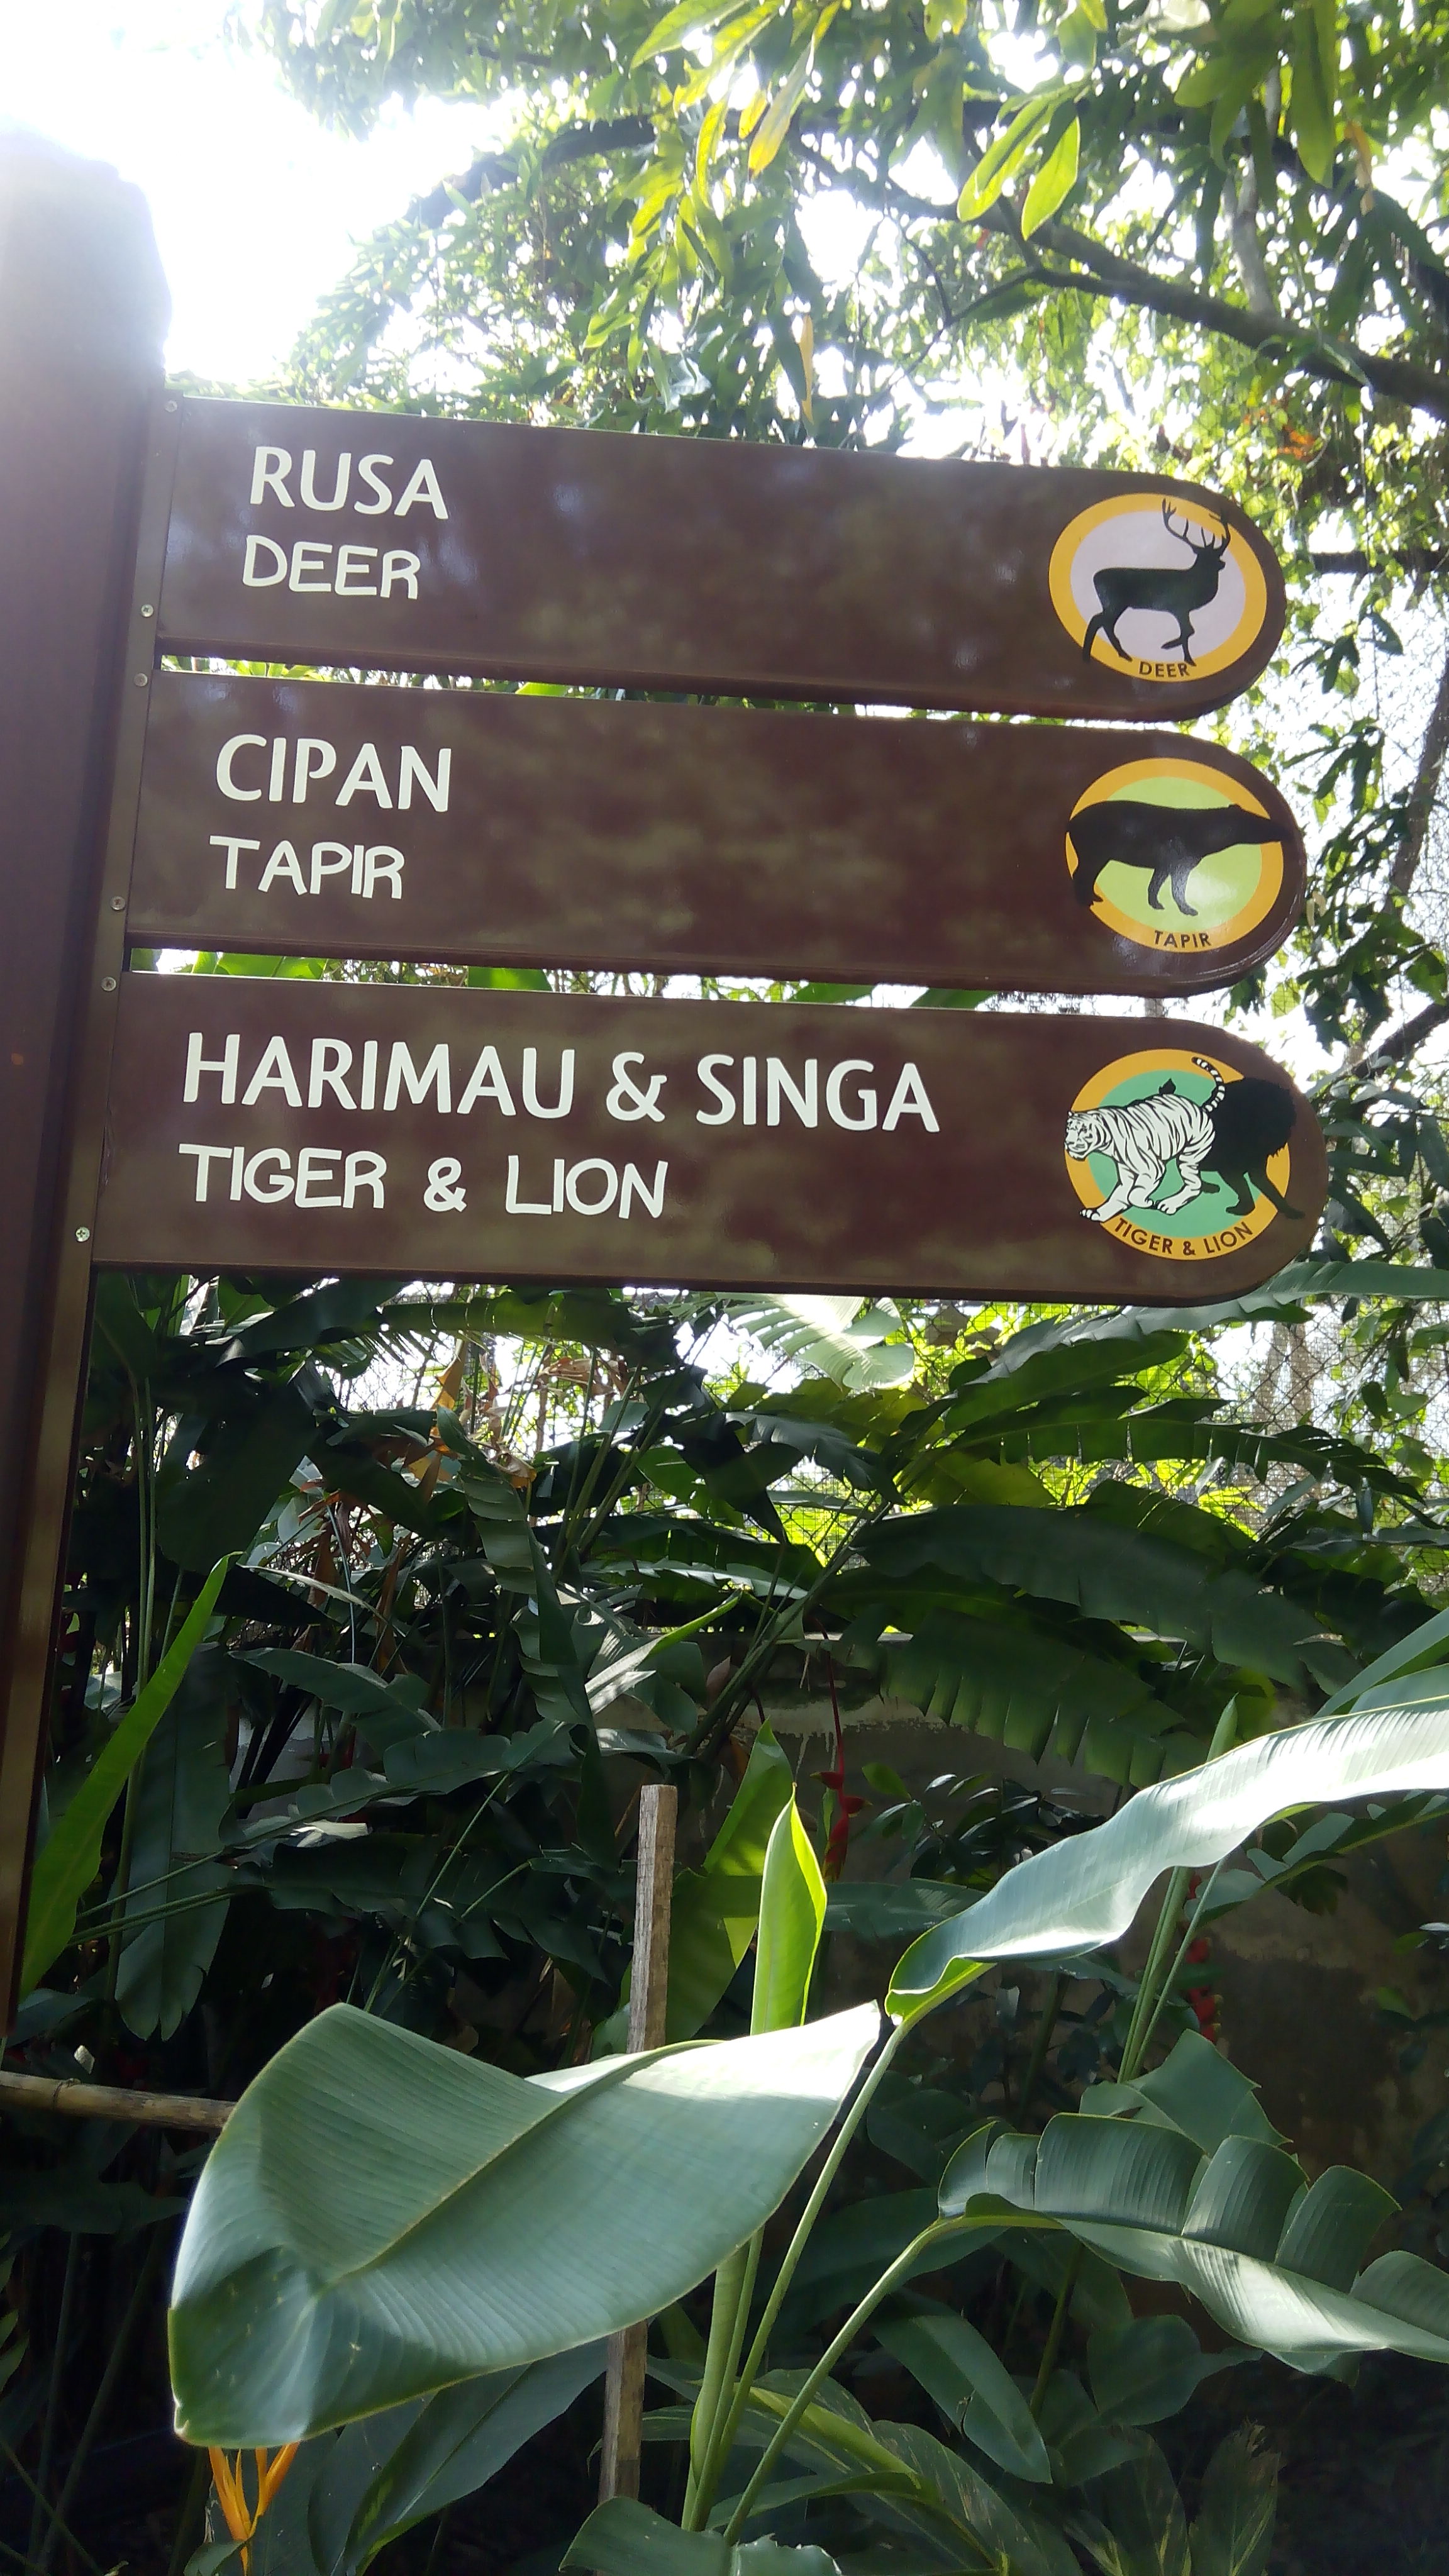 RUSA
DEER
DEER
CIPAN
TAPIR
TAPIR
HARIMAU & SINGA
TIGER & LION
TIGER & LION